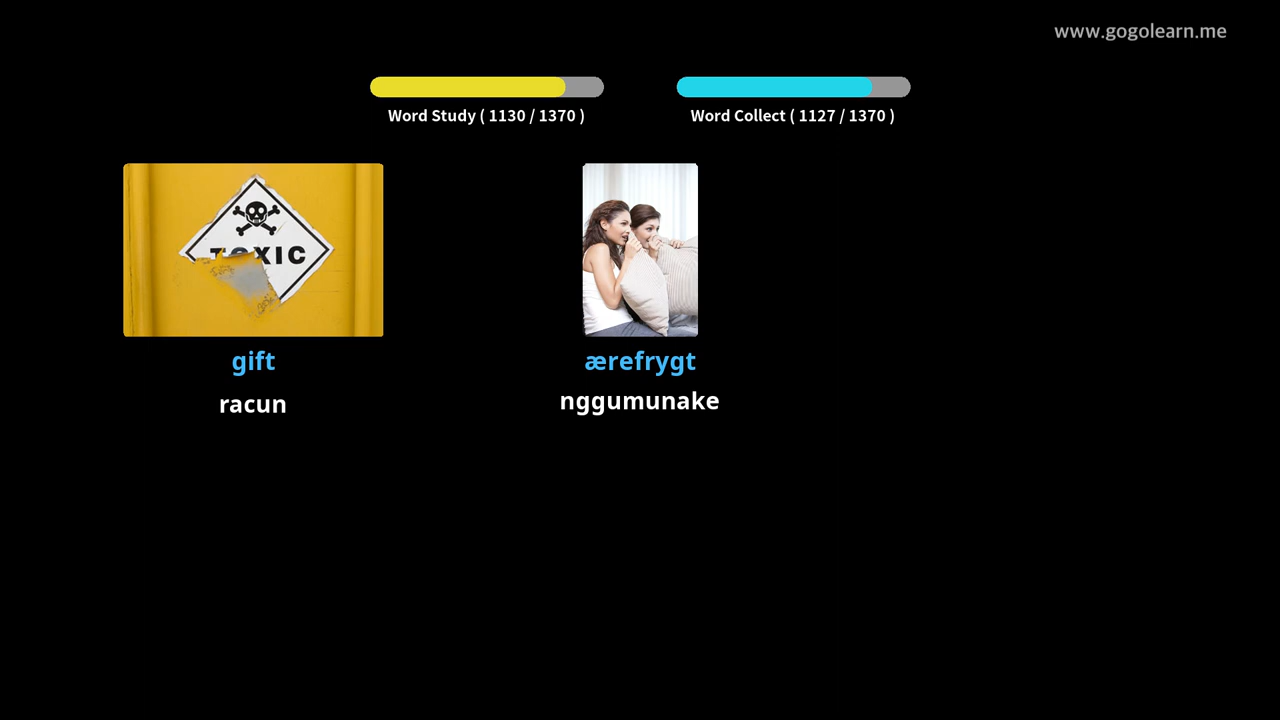 www.gogolearn.me
Word Study ( 1130 / 1370 )
Word Collect ( 1127 / 1370 )
TOXIC
gift
racun
ærefrygt
nggumunake